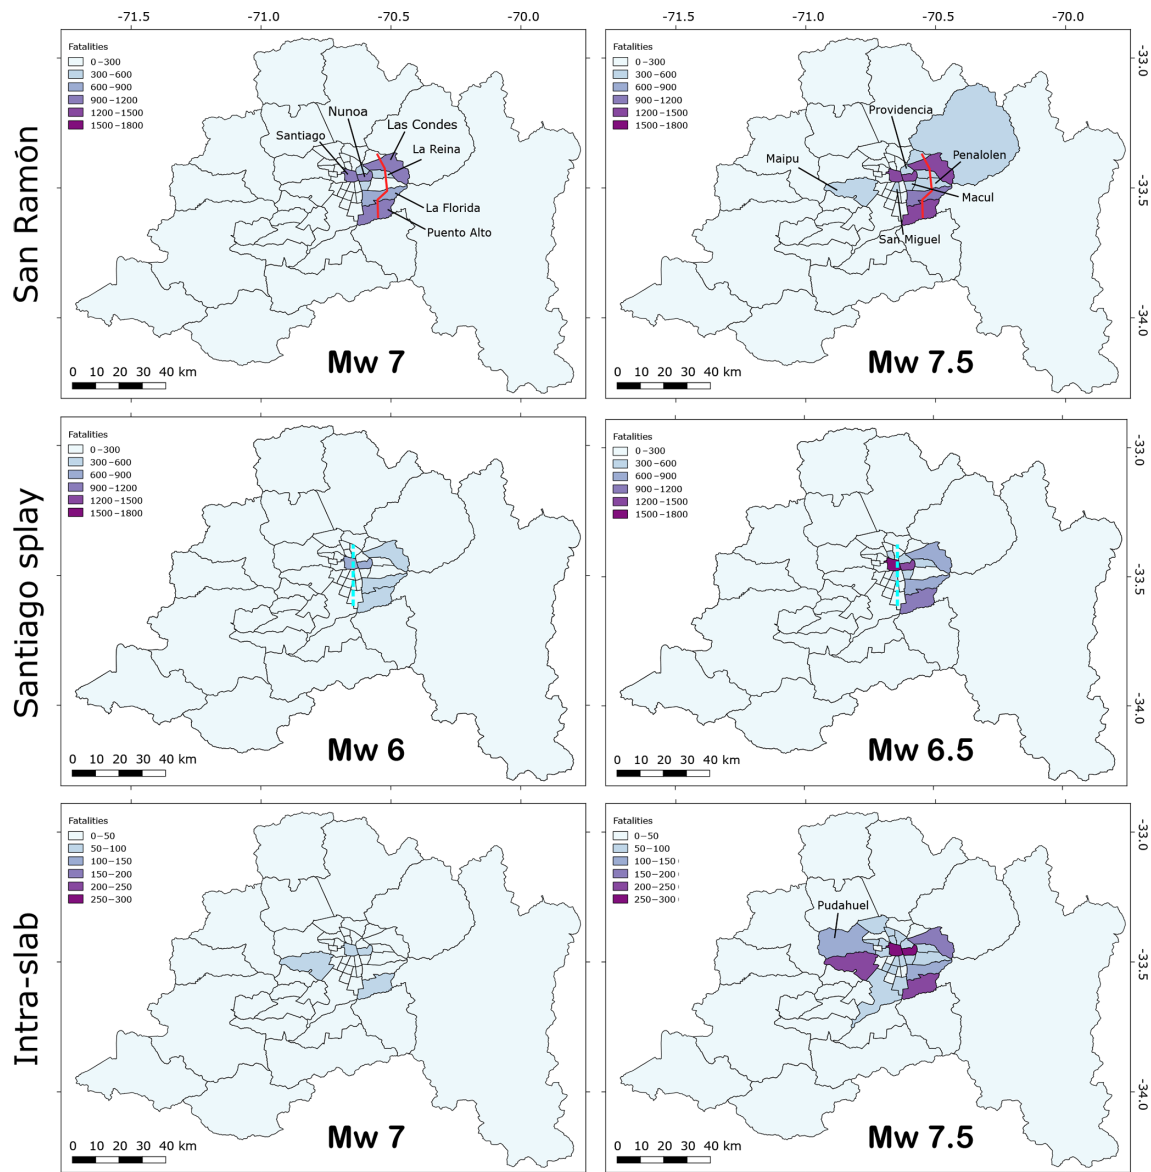 -71.5 -71.0 -70.5 -70.0 -71.5 -71.0 -70.5 -70.0
San Ramón
Fatalities
0-300
300-600
600-900
900-1200
1200-1500
1500-1800
Santiago
Nunoa
Las Condes
La Reina
La Florida
Puento Alto
Mw 7
0 10 20 30 40 km
Fatalities
0-300
300-600
600-900
900-1200
1200-1500
1500-1800
Providencia
Maipu
Penalolen
Macul
San Miguel
Mw 7.5
0 10 20 30 40 km
-33.0
-33.5
-34.0
Santiago splay
Fatalities
0-300
300-600
600-900
900-1200
1200-1500
1500-1800
Mw 6
0 10 20 30 40 km
Fatalities
0-300
300-600
600-900
900-1200
1200-1500
1500-1800
Mw 6.5
0 10 20 30 40 km
-33.0
-33.5
-34.0
Intra-slab
Fatalities
0-50
50-100
100-150
150-200
200-250
250-300
Mw 7
0 10 20 30 40 km
Fatalities
0-50
50-100
100-150
150-200
200-250
250-300
Pudahuel
Mw 7.5
0 10 20 30 40 km
-33.0
-33.5
-34.0